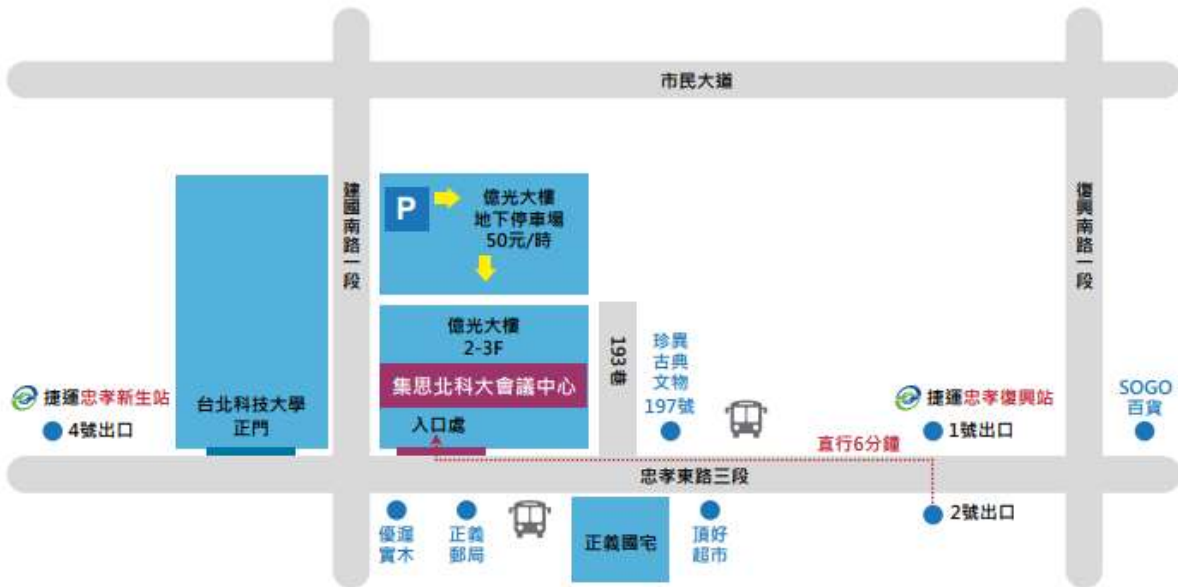 市民大道
建國南路一段
復興南路一段
P
億光大樓
地下停車場
50元/時
億光大樓
2-3F
集思北科大會議中心
入口處
193巷
珍異
古典
文物
197號
捷運忠孝新生站
4號出口
台北科技大學
正門
捷運忠孝復興站
1號出口
SOGO
百貨
直行6分鐘
忠孝東路三段
2號出口
優渥
實木
正義
郵局
正義國宅
頂好
超市